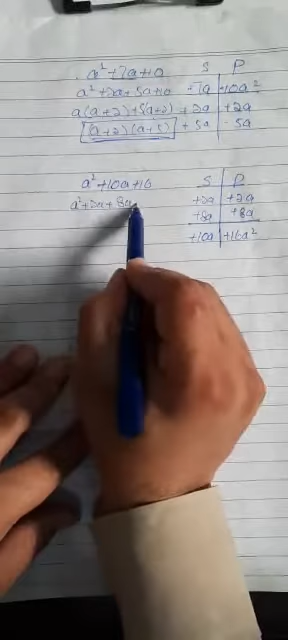 a²+7a+10 S P
a²+2a+5a+10 +7a +10a²
a(a+2)+5(a+2) +2a +2a
(a+2)(a+5) +5a 5a
a²+10a+16 S P
a²+2a+8a +2a +2a
+8a +8a
+10a +16a²